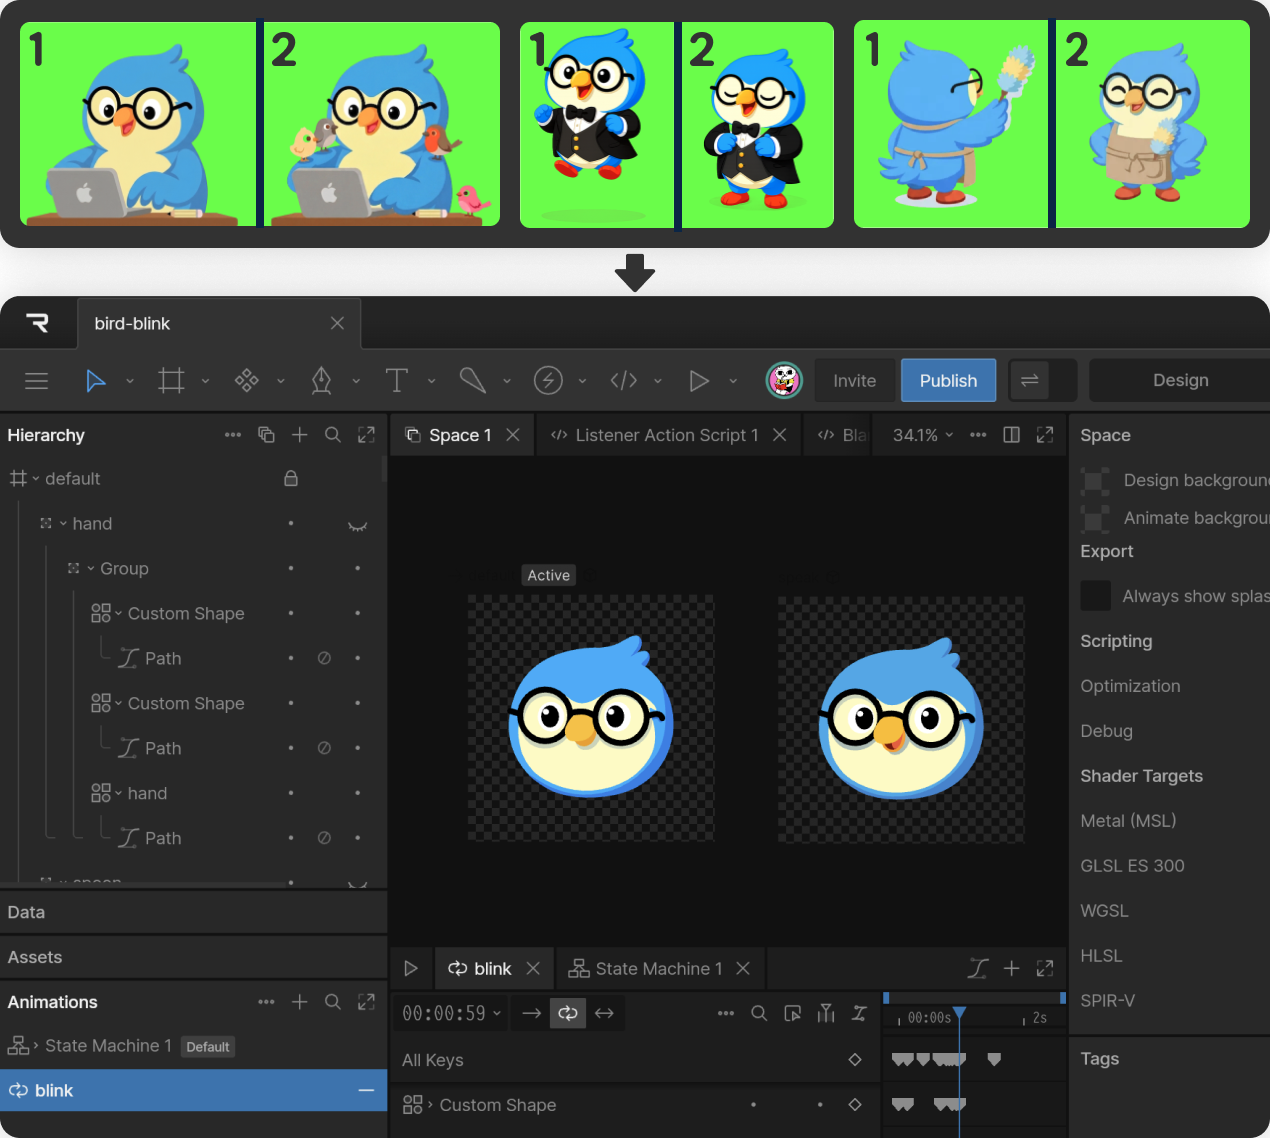 1
2
1
2
1
2
bird-blink
Invite
Publish
Design
Hierarchy
Space 1
Listener Action Script 1
Bla
34.1%
Space
default
Design background
hand
Animate backgrou
Export
Group
Active
Always show splas
Custom Shape
Scripting
Path
Optimization
Custom Shape
Debug
Path
Shader Targets
hand
Metal (MSL)
Path
GLSL ES 300
Data
WGSL
Assets
HLSL
blink
State Machine 1
Animations
00:00:59
00:00s
2s
SPIR-V
State Machine 1
Default
All Keys
Tags
blink
Custom Shape